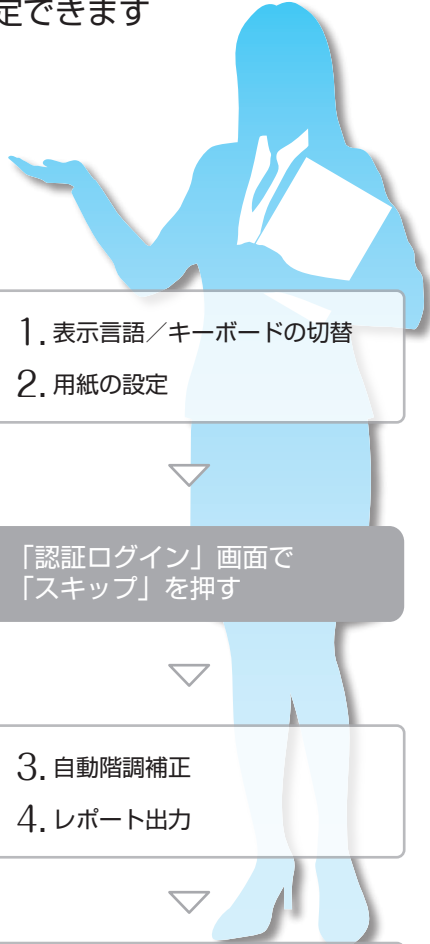 定できます
1. 表示言語／キーボードの切替
2. 用紙の設定
「認証ログイン」画面で
「スキップ」を押す
3. 自動階調補正
4. レポート出力